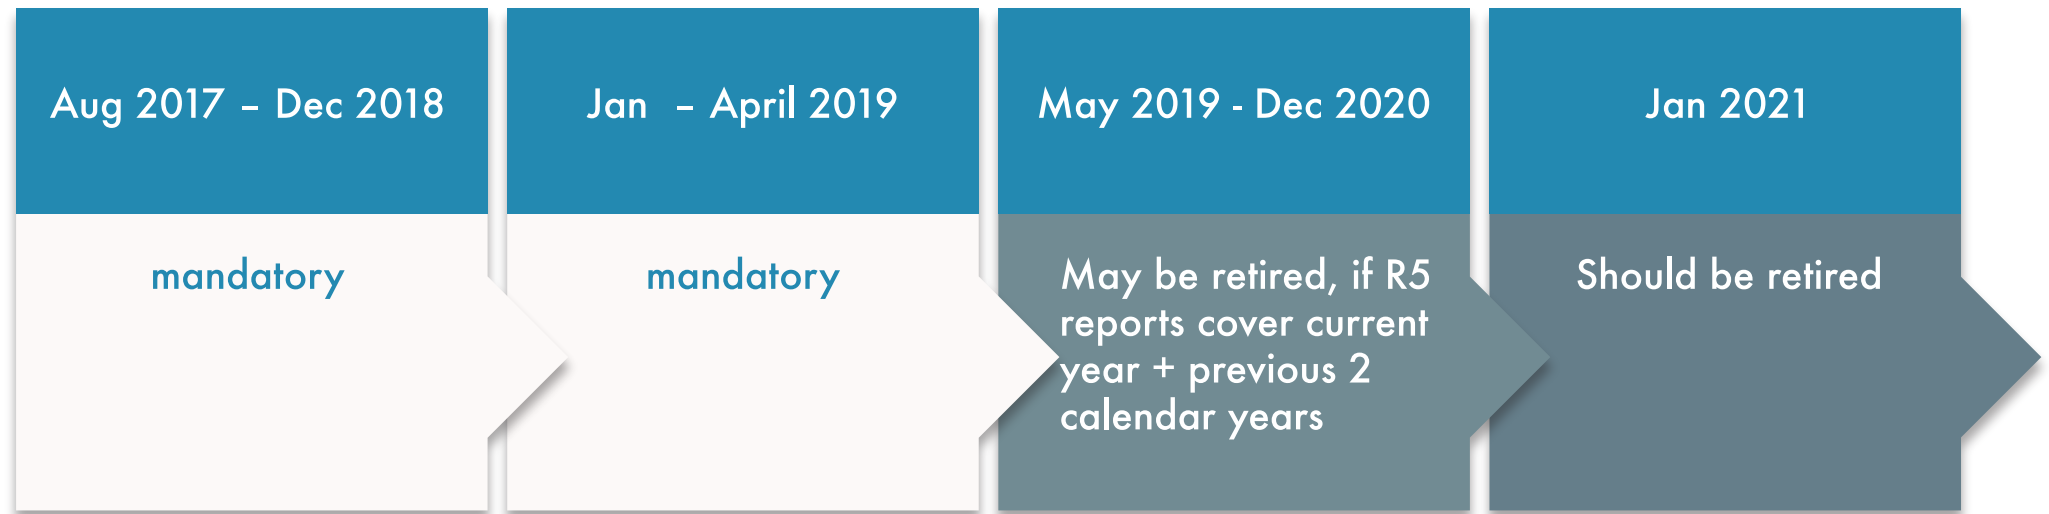 Aug 2017 – Dec 2018
Jan – April 2019
May 2019 - Dec 2020
Jan 2021
mandatory
mandatory
May be retired, if R5
reports cover current
year + previous 2
calendar years
Should be retired